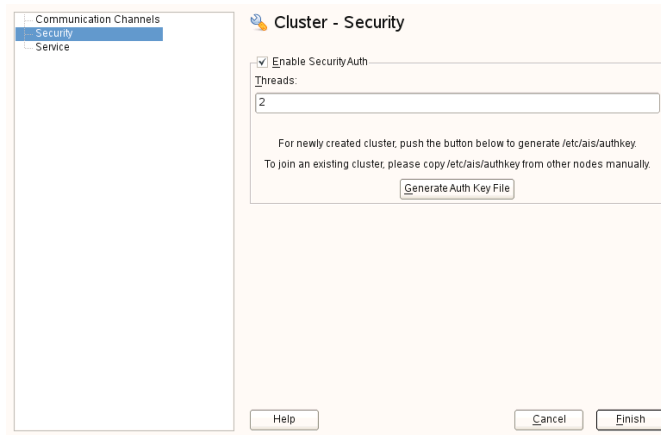 Communication Channels
Security
Service
Cluster - Security
Enable Security Auth
Threads:
2
For newly created cluster, push the button below to generate /etc/ais/authkey.
To join an existing cluster, please copy /etc/ais/authkey from other nodes manually.
Generate Auth Key File
Help
Cancel
Finish